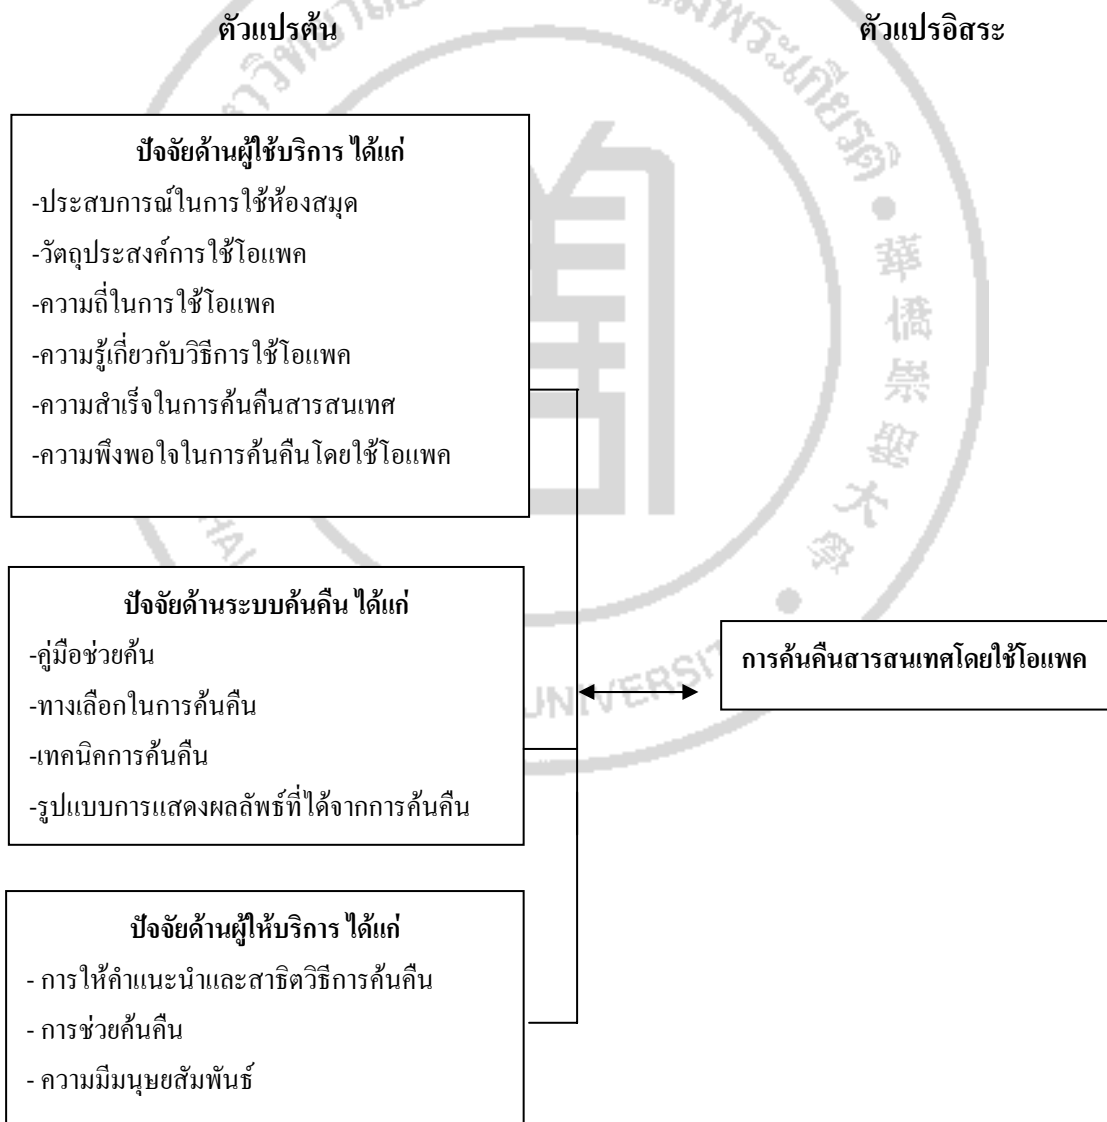 ตัวแปรต้น
ตัวแปรอิสระ
ปัจจัยด้านผู้ใช้บริการ ได้แก่
-ประสบการณ์ในการใช้ห้องสมุด
-วัตถุประสงค์การใช้โอแพค
-ความถี่ในการใช้โอแพค
-ความรู้เกี่ยวกับวิธีการใช้โอแพค
-ความสำเร็จในการค้นคืนสารสนเทศ
-ความพึงพอใจในการค้นคืนโดยใช้โอแพค
ปัจจัยด้านระบบค้นคืน ได้แก่
-คู่มือช่วยค้น
-ทางเลือกในการค้นคืน
-เทคนิคการค้นคืน
-รูปแบบการแสดงผลลัพธ์ที่ได้จากการค้นคืน
การค้นคืนสารสนเทศโดยใช้โอแพค
ปัจจัยด้านผู้ให้บริการ ได้แก่
- การให้คำแนะนำและสาธิตวิธีการค้นคืน
- การช่วยค้นคืน
- ความมีมนุษยสัมพันธ์
華僑崇聖大學